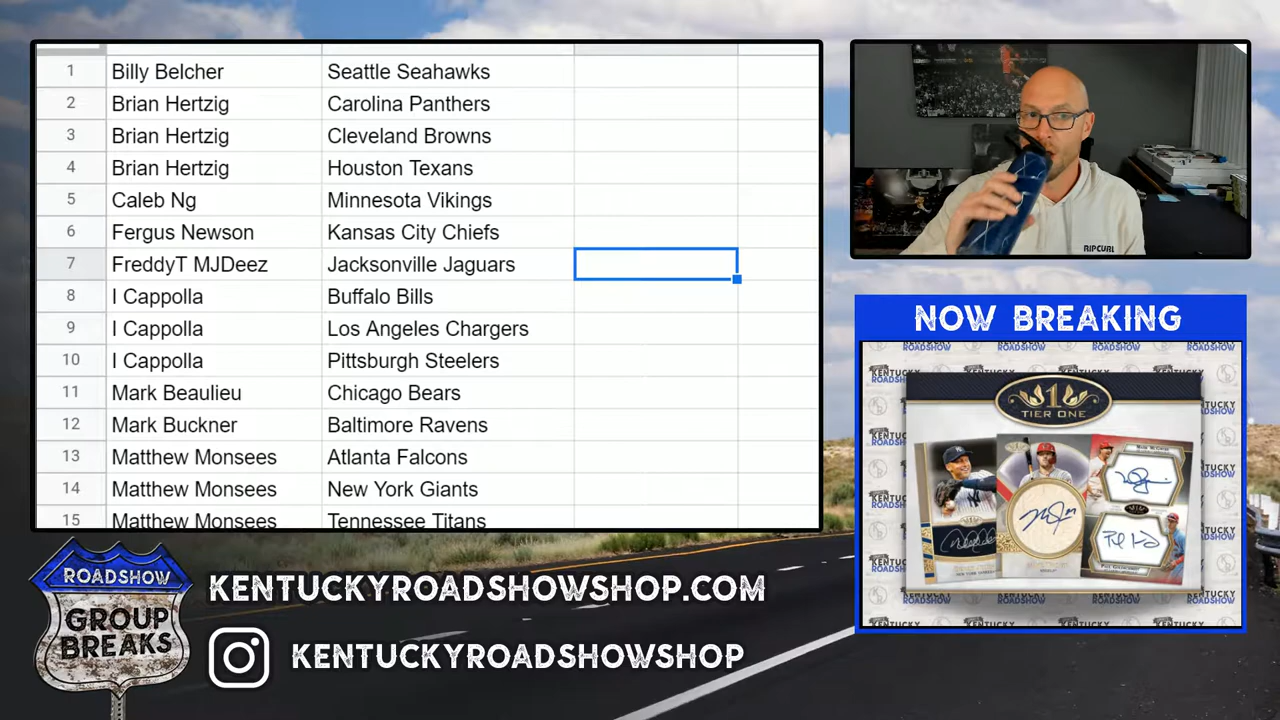 1 Billy Belcher Seattle Seahawks
2 Brian Hertzig Carolina Panthers
3 Brian Hertzig Cleveland Browns
4 Brian Hertzig Houston Texans
5 Caleb Ng Minnesota Vikings
6 Fergus Newson Kansas City Chiefs
7 FreddyT MJDeez Jacksonville Jaguars
8 I Cappolla Buffalo Bills
9 I Cappolla Los Angeles Chargers
10 I Cappolla Pittsburgh Steelers
11 Mark Beaulieu Chicago Bears
12 Mark Buckner Baltimore Ravens
13 Matthew Monsees Atlanta Falcons
14 Matthew Monsees New York Giants
15 Matthew Monsees Tennessee Titans
RIPCURL
NOW BREAKING
KENTUCKY
ROADSHOW
1
TIER ONE
ROADSHOW
GROUP
BREAKS
KENTUCKYROADSHOWSHOP.COM
KENTUCKYROADSHOWSHOP